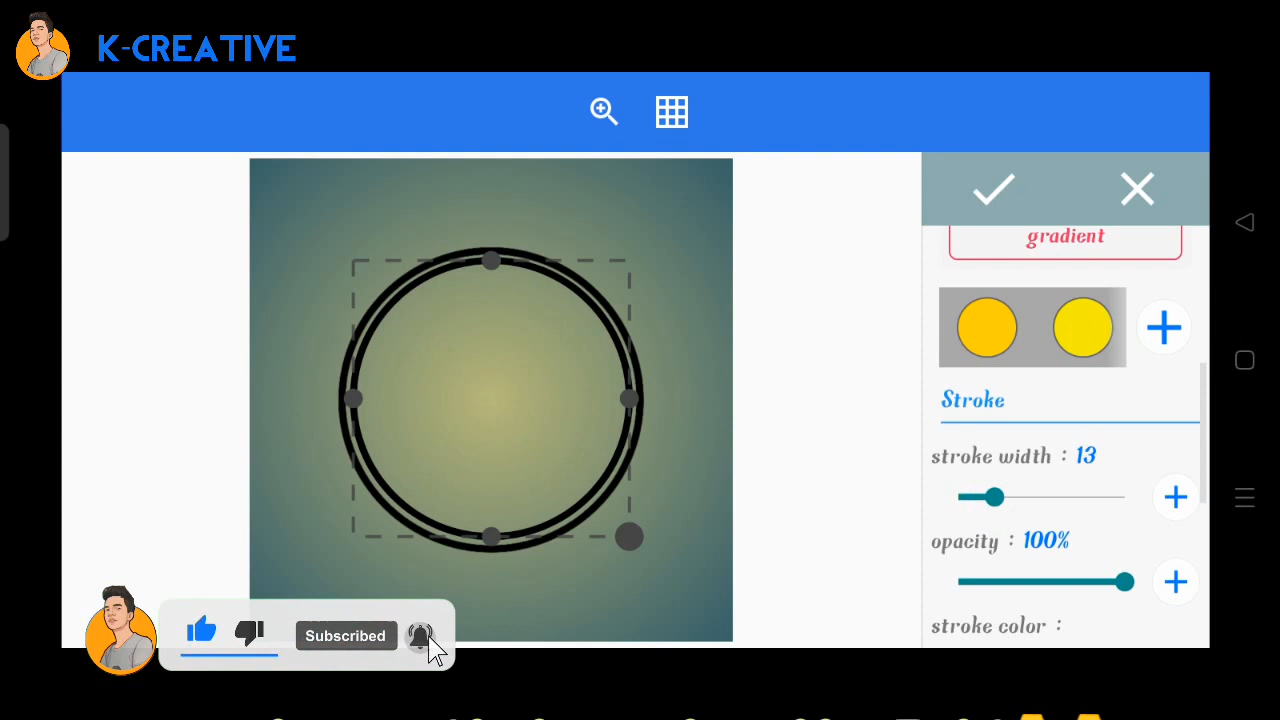 K-CREATIVE
gradient
Stroke
stroke width : 13
opacity : 100%
stroke color :
Subscribed